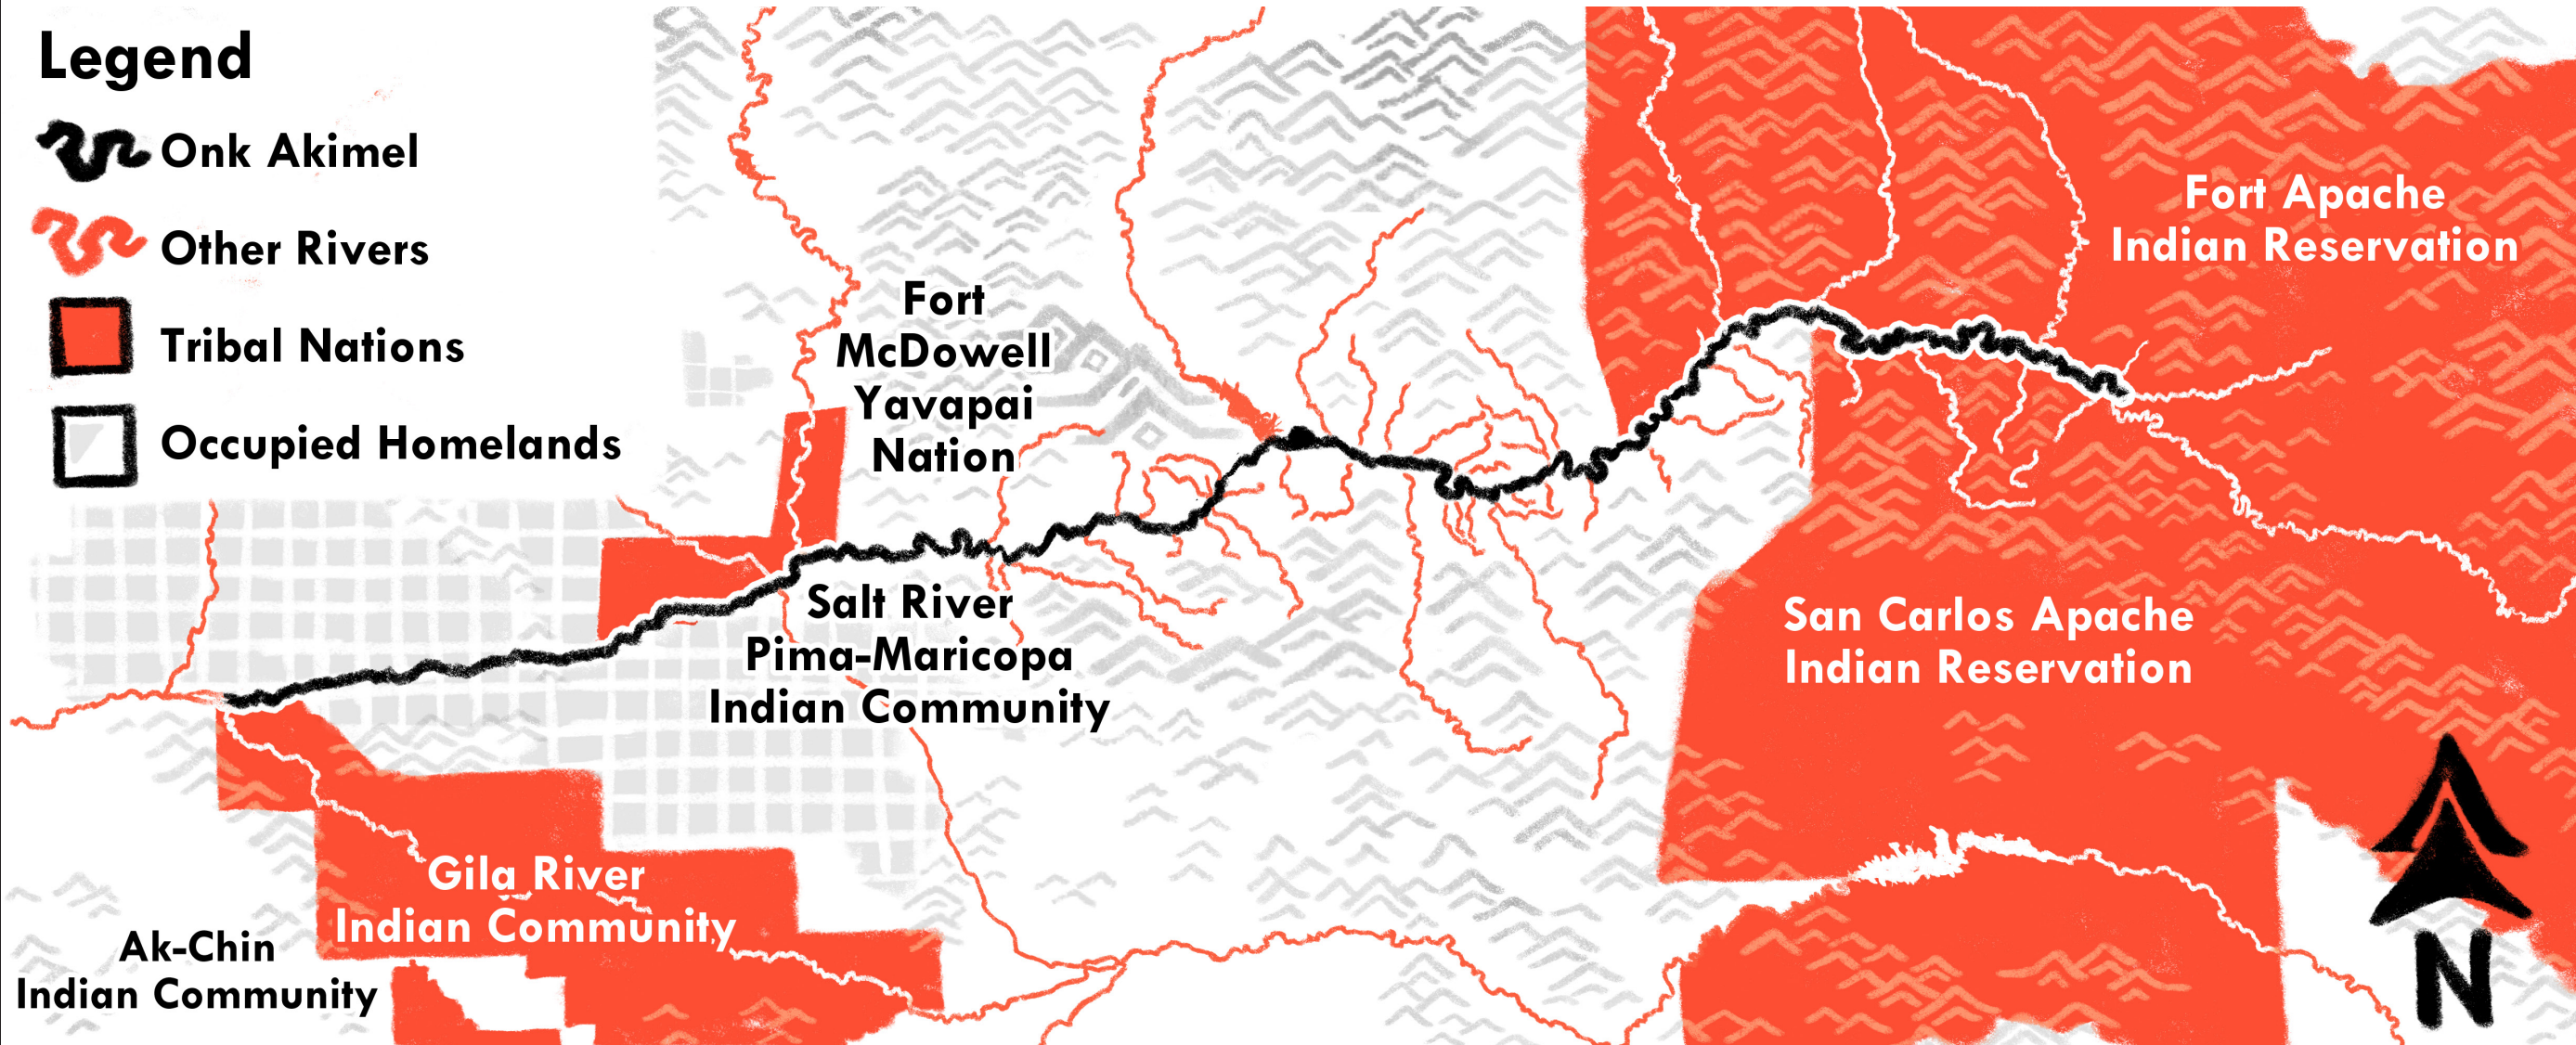 Legend
Onk Akimel
Other Rivers
Tribal Nations
Occupied Homelands
Fort
McDowell
Yavapai
Nation
Fort Apache
Indian Reservation
Salt River
Pima-Maricopa
Indian Community
San Carlos Apache
Indian Reservation
Gila River
Indian Community
Ak-Chin
Indian Community
N